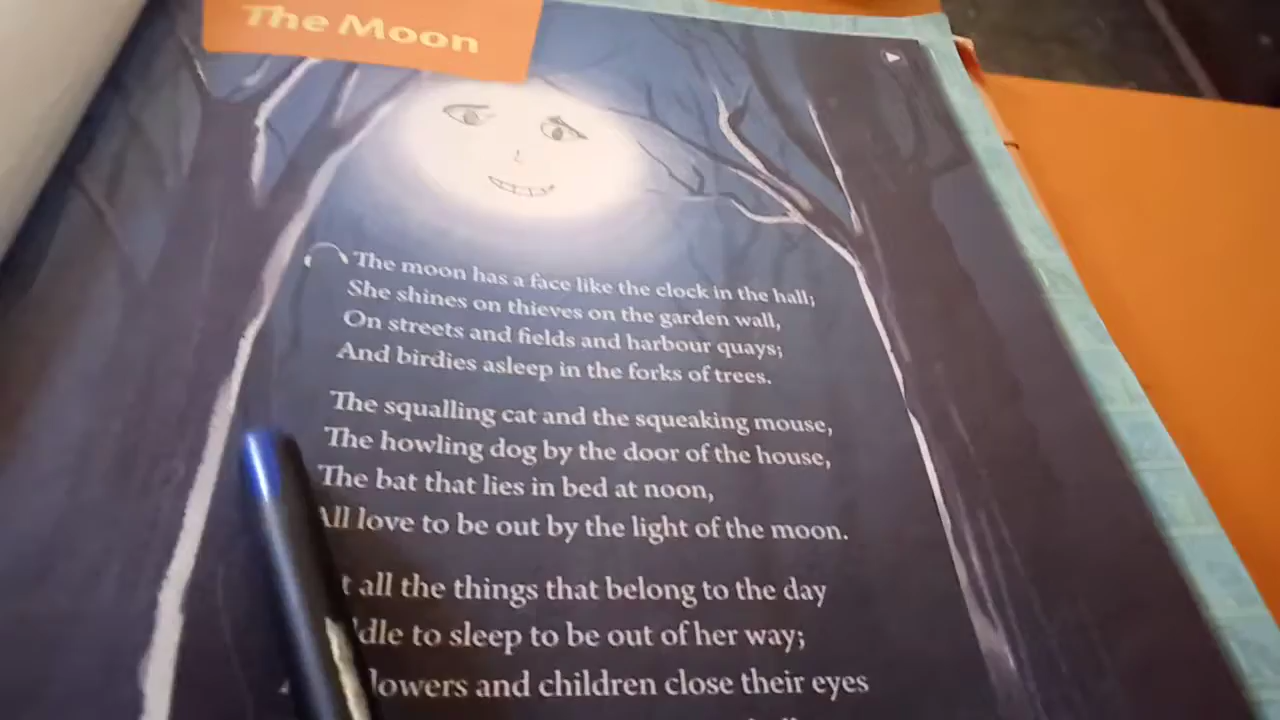 The Moon
The moon has a face like the clock in the hall;
She shines on thieves on the garden wall,
On streets and fields and harbour quays;
And birdies asleep in the forks of trees.
The squalling cat and the squeaking mouse,
The howling dog by the door of the house,
The bat that lies in bed at noon,
All love to be out by the light of the moon.
all the things that belong to the day
to sleep to be out of her way;
and children close their eyes